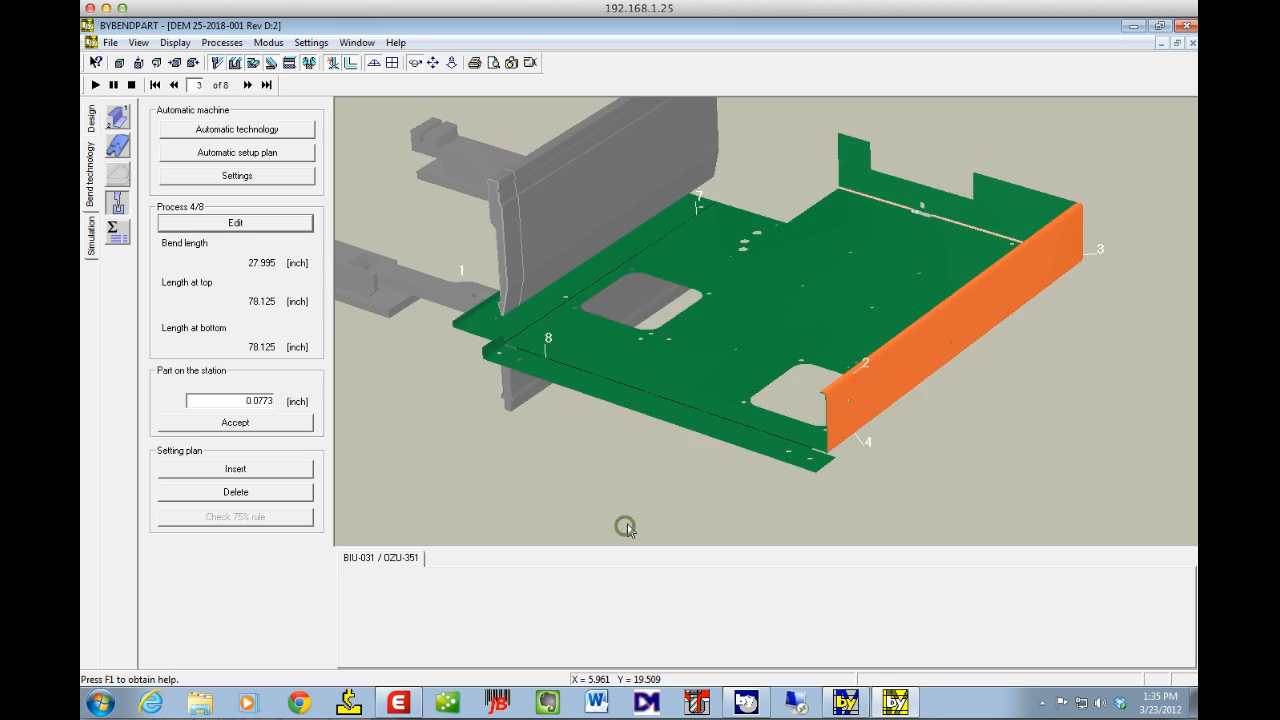 192.168.1.25
BYBENDPART - [DEM 25-2018-001 Rev D:2]
File View Display Processes Modus Settings Window Help
3 of 8
Design
Bend technology
Simulation
Automatic machine
Automatic technology
Automatic setup plan
Settings
Process 4/8
Edit
Bend length
27.995 [inch]
Length at top
78.125 [inch]
Length at bottom
78.125 [inch]
Part on the station
0.0773 [inch]
Accept
Setting plan
Insert
Delete
Check 75% rule
7
3
1
8
2
4
BIU-031 / OZU-351
Press F1 to obtain help.
X = 5.961 Y = 19.509
1:35 PM
3/23/2012